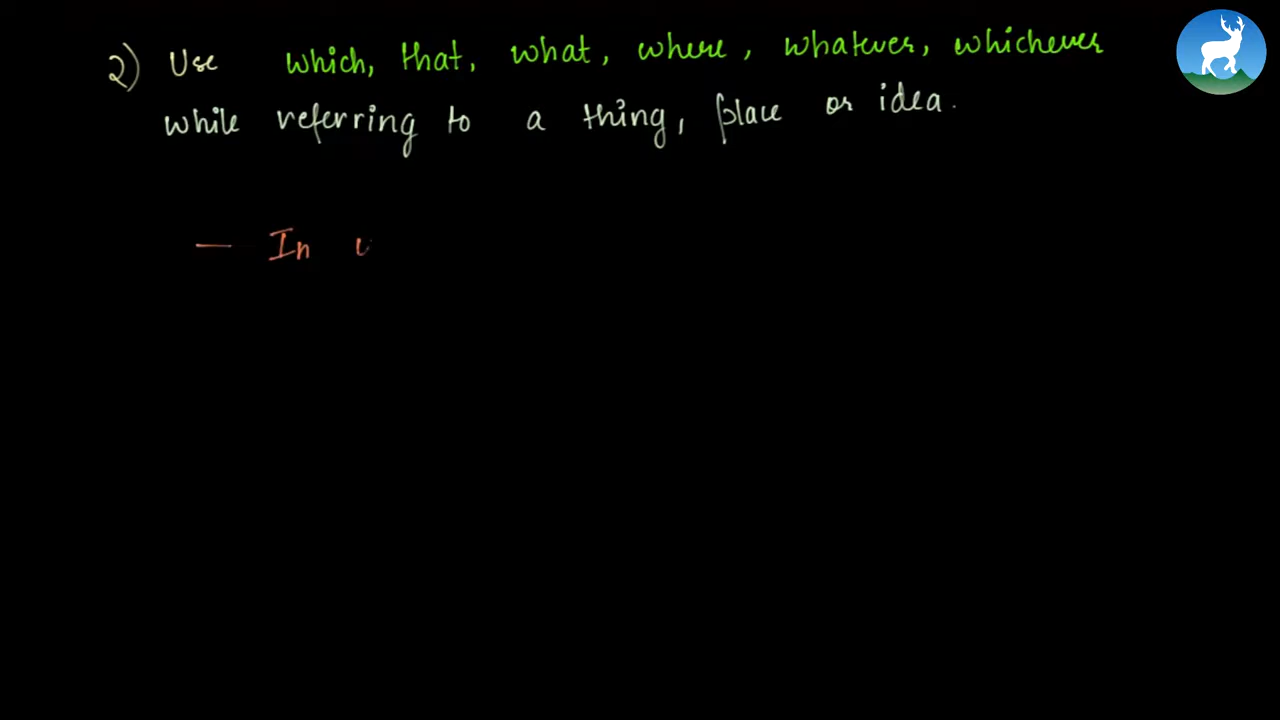 2) Use which, that, what, where, whatever, whichever
while referring to a thing, place or idea.
— In